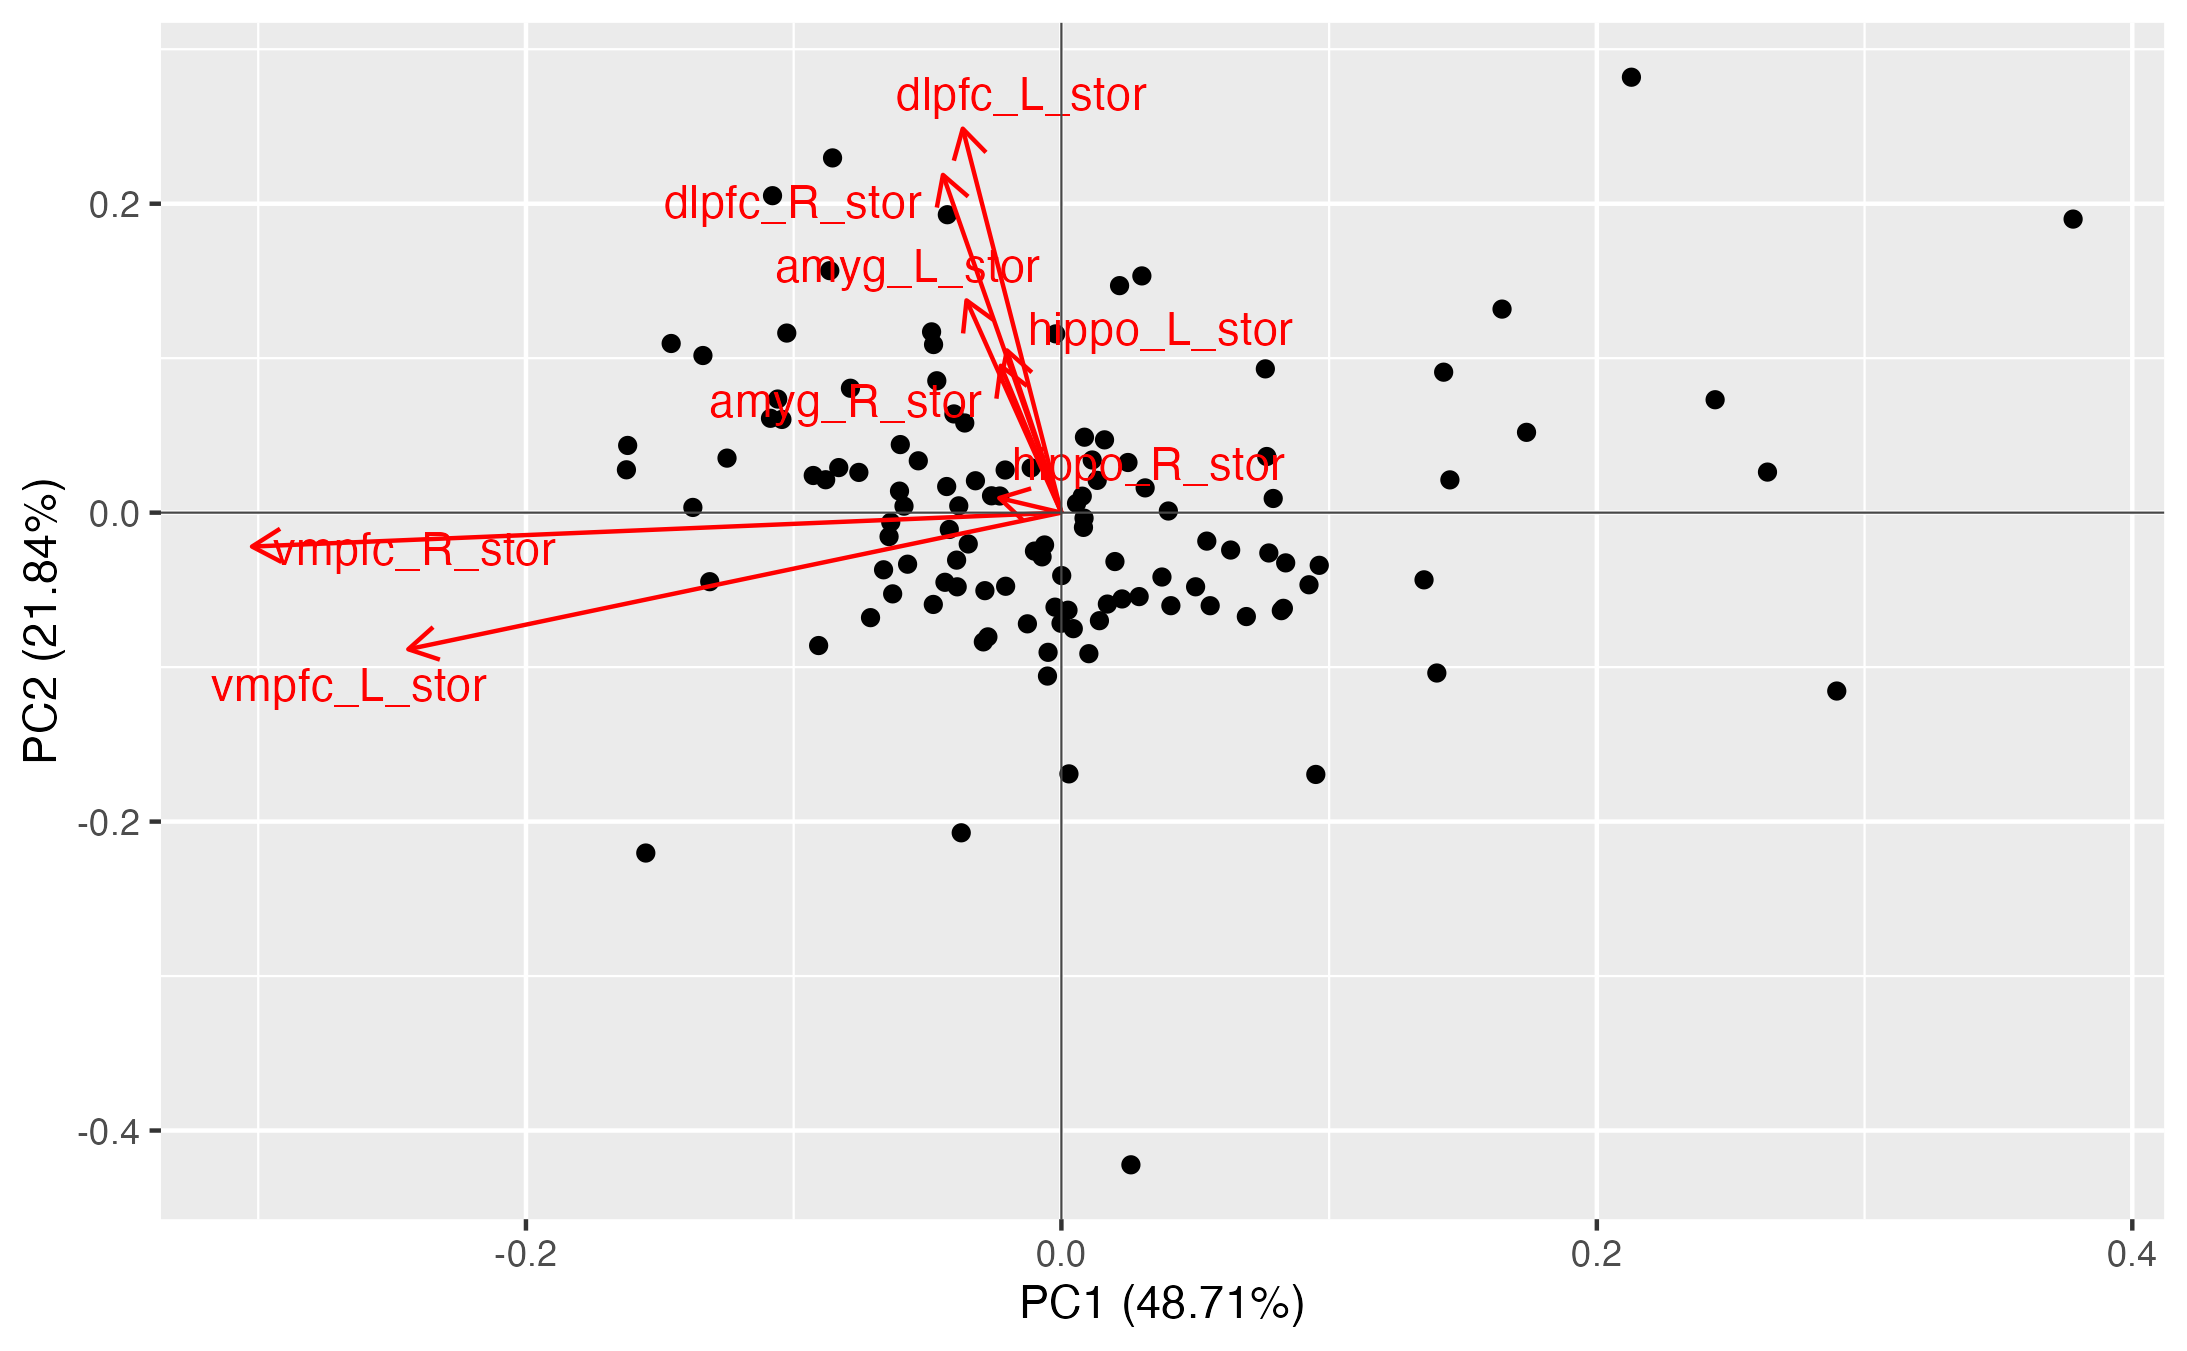 dlpfc_L_stor
dlpfc_R_stor
amyg_L_stor
hippo_L_stor
amyg_R_stor
hippo_R_stor
vmpfc_R_stor
vmpfc_L_stor
0.2
0.0
-0.2
-0.4
PC2 (21.84%)
-0.2
0.0
0.2
0.4
PC1 (48.71%)